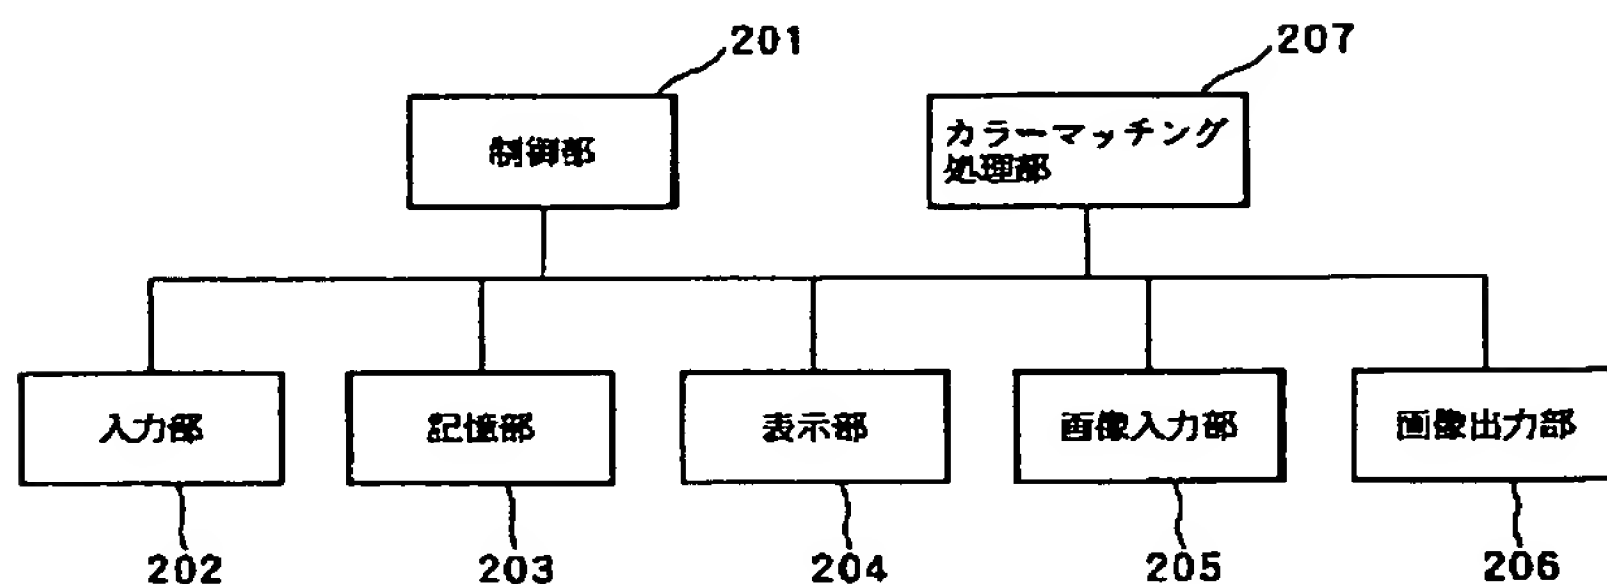 201
207
制御部
カラーマッチング
処理部
入力部
記憶部
表示部
画像入力部
画像出力部
202
203
204
205
206